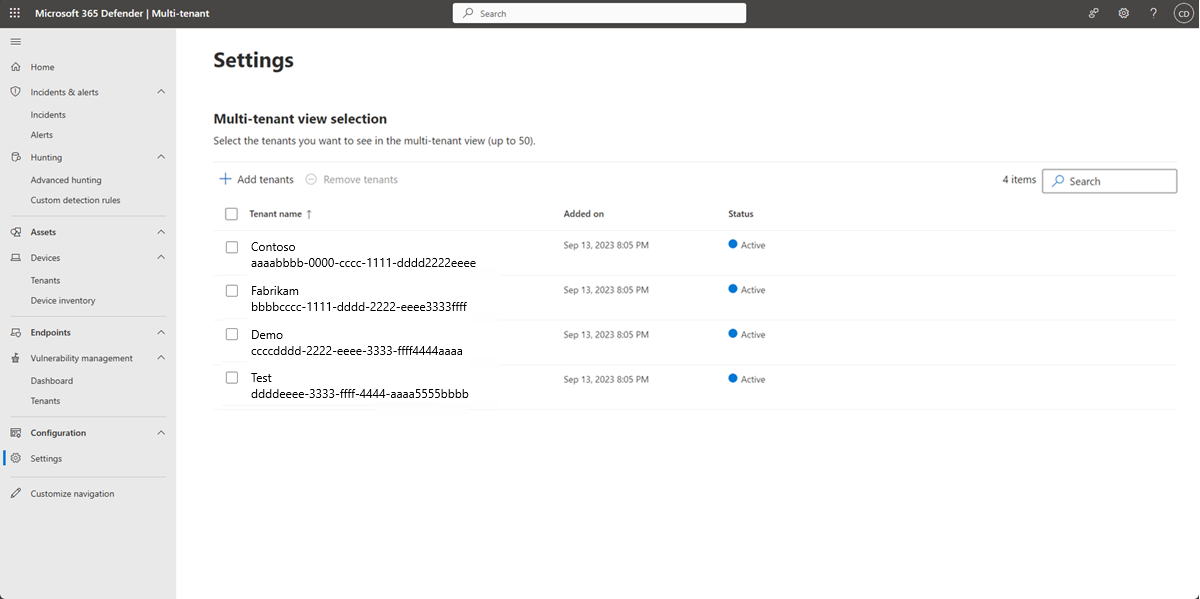 Microsoft 365 Defender | Multi-tenant
Search
?
CD
Home
Incidents & alerts
Incidents
Alerts
Hunting
Advanced hunting
Custom detection rules
Assets
Devices
Tenants
Device inventory
Endpoints
Vulnerability management
Dashboard
Tenants
Configuration
Settings
Customize navigation
Settings
Multi-tenant view selection
Select the tenants you want to see in the multi-tenant view (up to 50).
Add tenants
Remove tenants
4 items
Search
Tenant name ↑ Added on Status
Contoso Sep 13, 2023 8:05 PM Active
aaaabbbb-0000-cccc-1111-dddd2222eeee
Fabrikam Sep 13, 2023 8:05 PM Active
bbbbcccc-1111-dddd-2222-eeee3333ffff
Demo Sep 13, 2023 8:05 PM Active
ccccdddd-2222-eeee-3333-ffff4444aaaa
Test Sep 13, 2023 8:05 PM Active
ddddeeee-3333-ffff-4444-aaaa5555bbbb